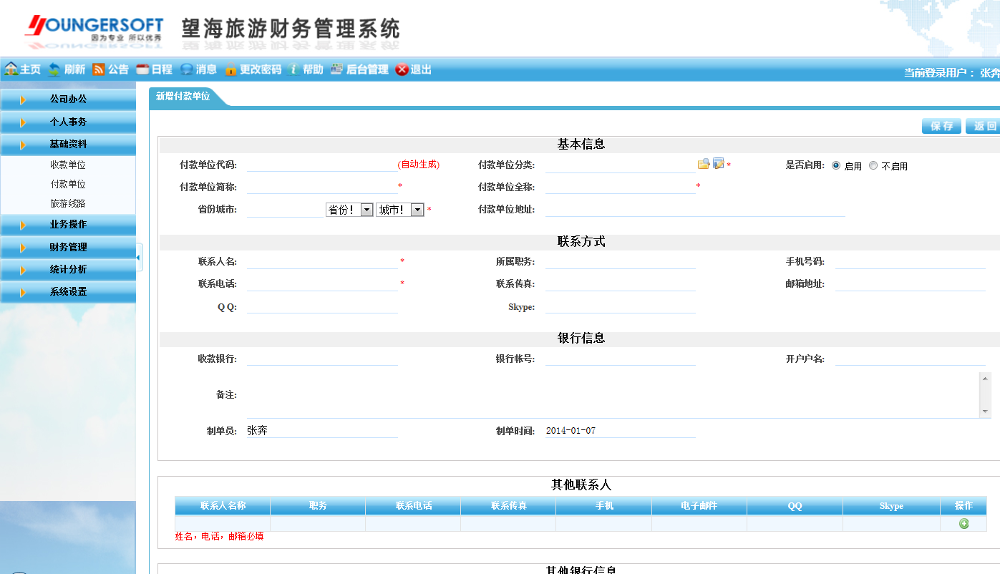 YOUNGERSOFT
因为专业 所以优秀
望海旅游财务管理系统
主页 刷新 公告 日程 消息 更改密码 帮助 后台管理 退出
当前登录用户： 张奔
公司办公
个人事务
基础资料
收款单位
付款单位
旅游线路
业务操作
财务管理
统计分析
系统设置
新增付款单位
保存 返回
基本信息
付款单位代码: (自动生成) 付款单位分类: * 是否启用: 启用 不启用
付款单位简称: * 付款单位全称: *
省份城市: 省份! 城市! * 付款单位地址:
联系方式
联系人名: * 所属职务: 手机号码:
联系电话: * 联系传真: 邮箱地址:
Q Q: Skype:
银行信息
收款银行: 银行帐号: 开户户名:
备注:
制单员: 张奔 制单时间: 2014-01-07
其他联系人
联系人名称 职务 联系电话 联系传真 手机 电子邮件 QQ Skype 操作
姓名，电话，邮箱必填
其他银行信息